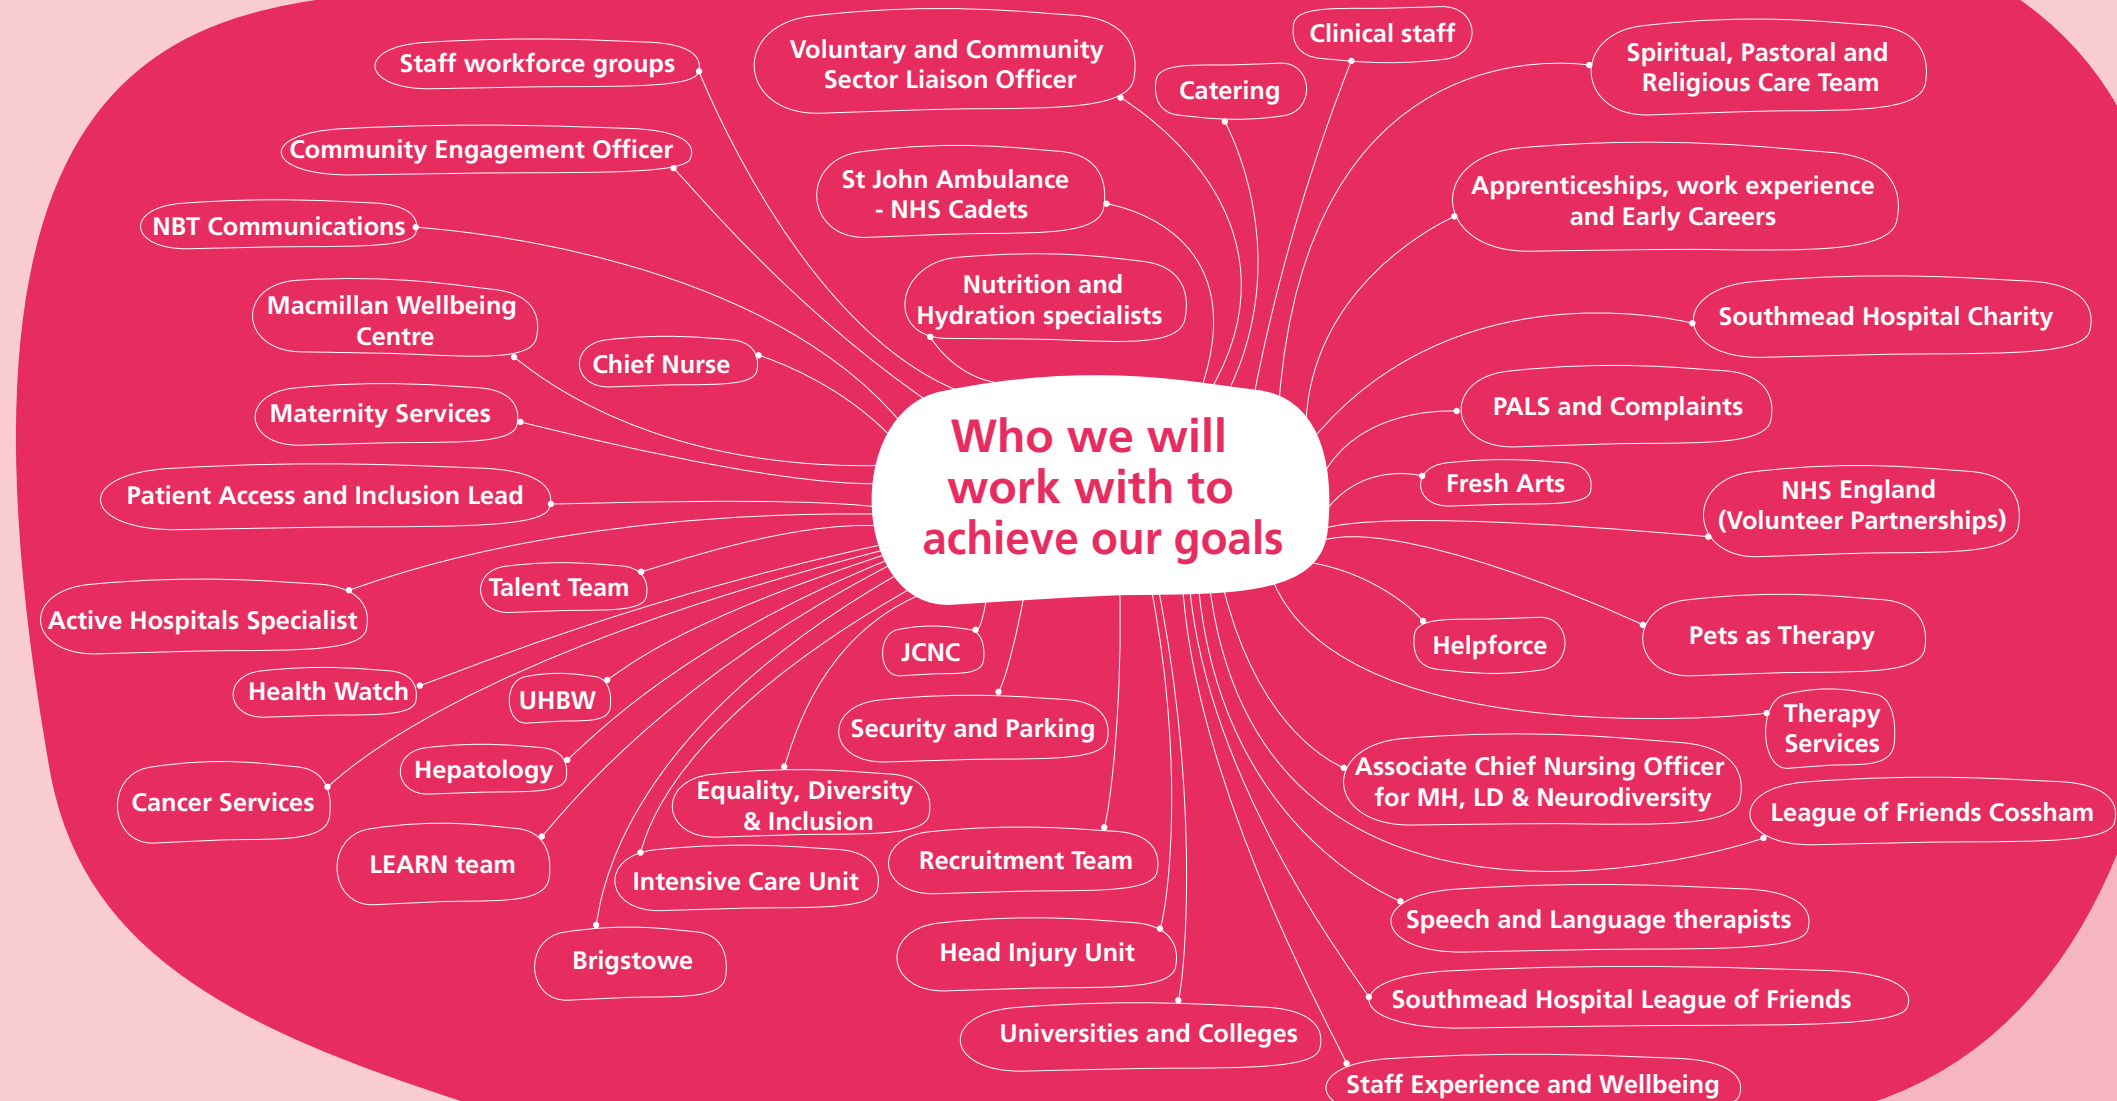 Clinical staff
Staff workforce groups
Voluntary and Community
Sector Liaison Officer
Catering
Spiritual, Pastoral and
Religious Care Team
Community Engagement Officer
St John Ambulance
- NHS Cadets
Apprenticeships, work experience
and Early Careers
NBT Communications
Nutrition and
Hydration specialists
Macmillan Wellbeing
Centre
Southmead Hospital Charity
Chief Nurse
Maternity Services
PALS and Complaints
Who we will
work with to
achieve our goals
Patient Access and Inclusion Lead
Fresh Arts
NHS England
(Volunteer Partnerships)
Talent Team
Active Hospitals Specialist
JCNC
Helpforce
Pets as Therapy
Health Watch
UHBW
Security and Parking
Therapy
Services
Hepatology
Cancer Services
Equality, Diversity
& Inclusion
Associate Chief Nursing Officer
for MH, LD & Neurodiversity
League of Friends Cossham
LEARN team
Intensive Care Unit
Recruitment Team
Speech and Language therapists
Brigstowe
Head Injury Unit
Southmead Hospital League of Friends
Universities and Colleges
Staff Experience and Wellbeing